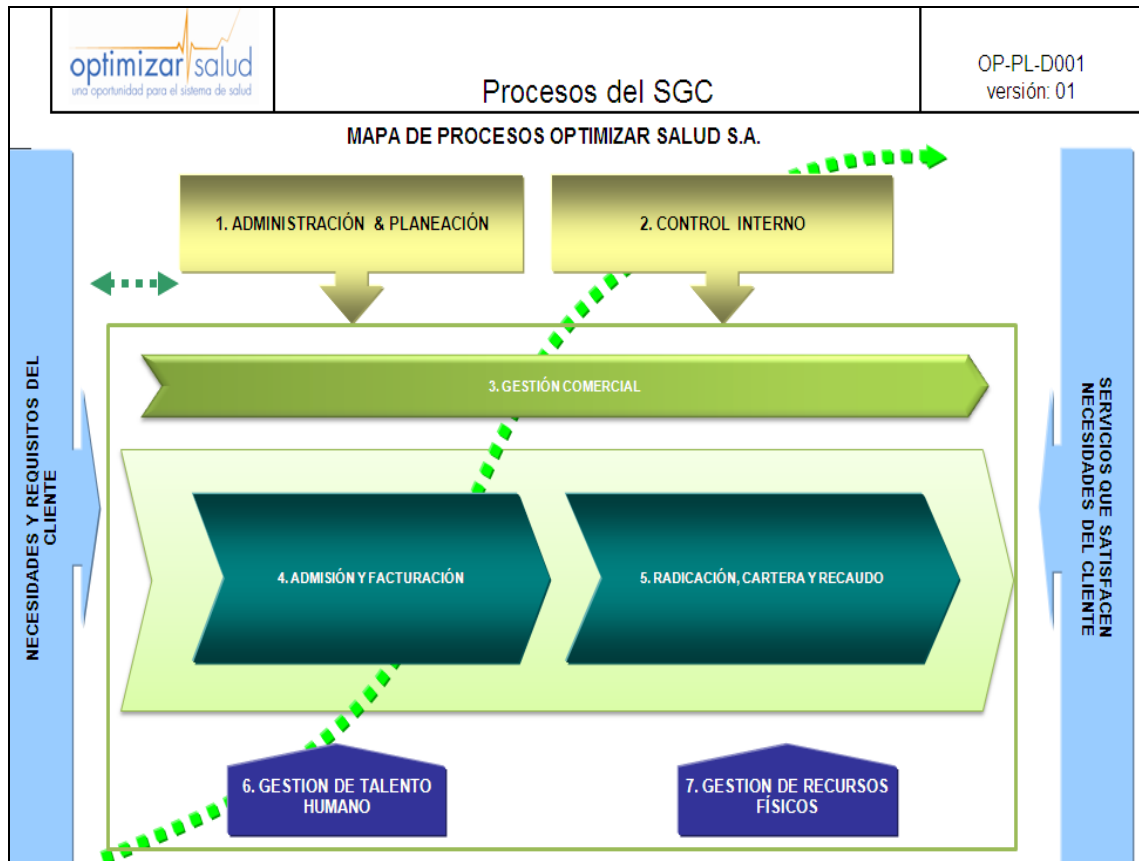 optimizar salud
una oportunidad para el sistema de salud
Procesos del SGC
OP-PL-D001
versión: 01
MAPA DE PROCESOS OPTIMIZAR SALUD S.A.
1. ADMINISTRACIÓN & PLANEACIÓN
2. CONTROL INTERNO
NECESIDADES Y REQUISITOS DEL
CLIENTE
3. GESTIÓN COMERCIAL
4. ADMISIÓN Y FACTURACIÓN
5. RADICACIÓN, CARTERA Y RECAUDO
SERVICIOS QUE SATISFACEN
NECESIDADES DEL CLIENTE
6. GESTION DE TALENTO
HUMANO
7. GESTION DE RECURSOS
FÍSICOS